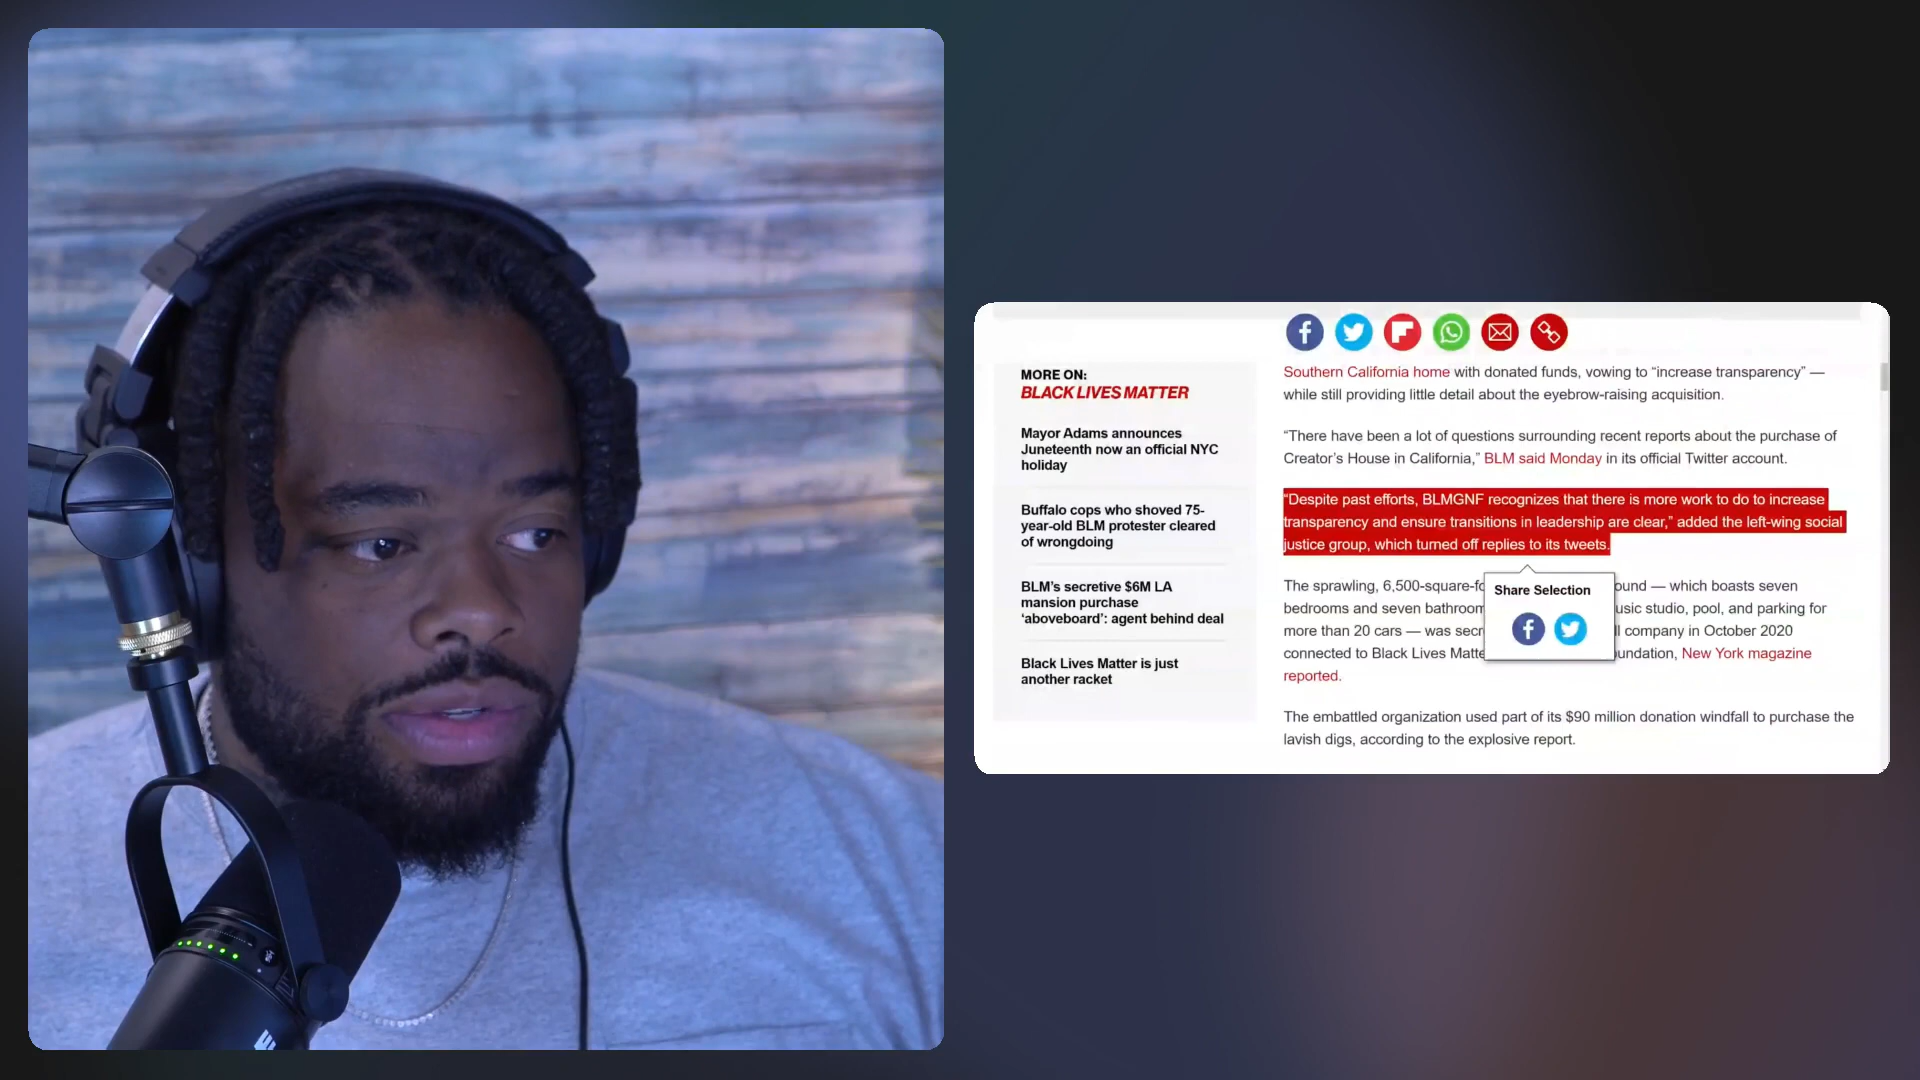 MORE ON:
BLACK LIVES MATTER
Mayor Adams announces
Juneteenth now an official NYC
holiday
Buffalo cops who shoved 75-
year-old BLM protester cleared
of wrongdoing
BLM's secretive $6M LA
mansion purchase
'aboveboard': agent behind deal
Black Lives Matter is just
another racket
Southern California home with donated funds, vowing to “increase transparency” —
while still providing little detail about the eyebrow-raising acquisition.
“There have been a lot of questions surrounding recent reports about the purchase of
Creator’s House in California,” BLM said Monday in its official Twitter account.
“Despite past efforts, BLMGNF recognizes that there is more work to do to increase
transparency and ensure transitions in leadership are clear,” added the left-wing social
justice group, which turned off replies to its tweets.
Share Selection
The sprawling, 6,500-square- — which boasts seven
bedrooms and seven studio, pool, and parking for
more than 20 cars — was company in October 2020
connected to Black Lives New York magazine
reported.
The embattled organization used part of its $90 million donation windfall to purchase the
lavish digs, according to the explosive report.